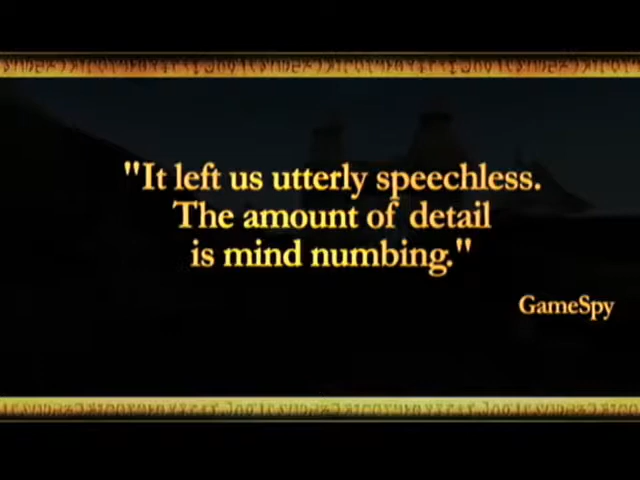 "It left us utterly speechless.
The amount of detail
is mind numbing."
GameSpy